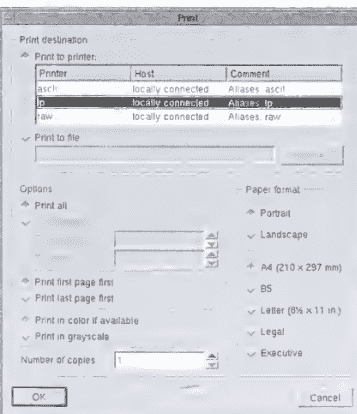 Print
Print destination
Print to printer:
Printer Host Comment
ascii locally connected Aliases: ascii
lp locally connected Aliases: lp
raw locally connected Aliases: raw
Print to file
Options
Paper format
Print all
Portrait
Landscape
A4 (210 x 297 mm)
Print first page first
B5
Print last page first
Letter (8½ x 11 in.)
Print in color if available
Legal
Print in grayscale
Executive
Number of copies 1
OK
Cancel